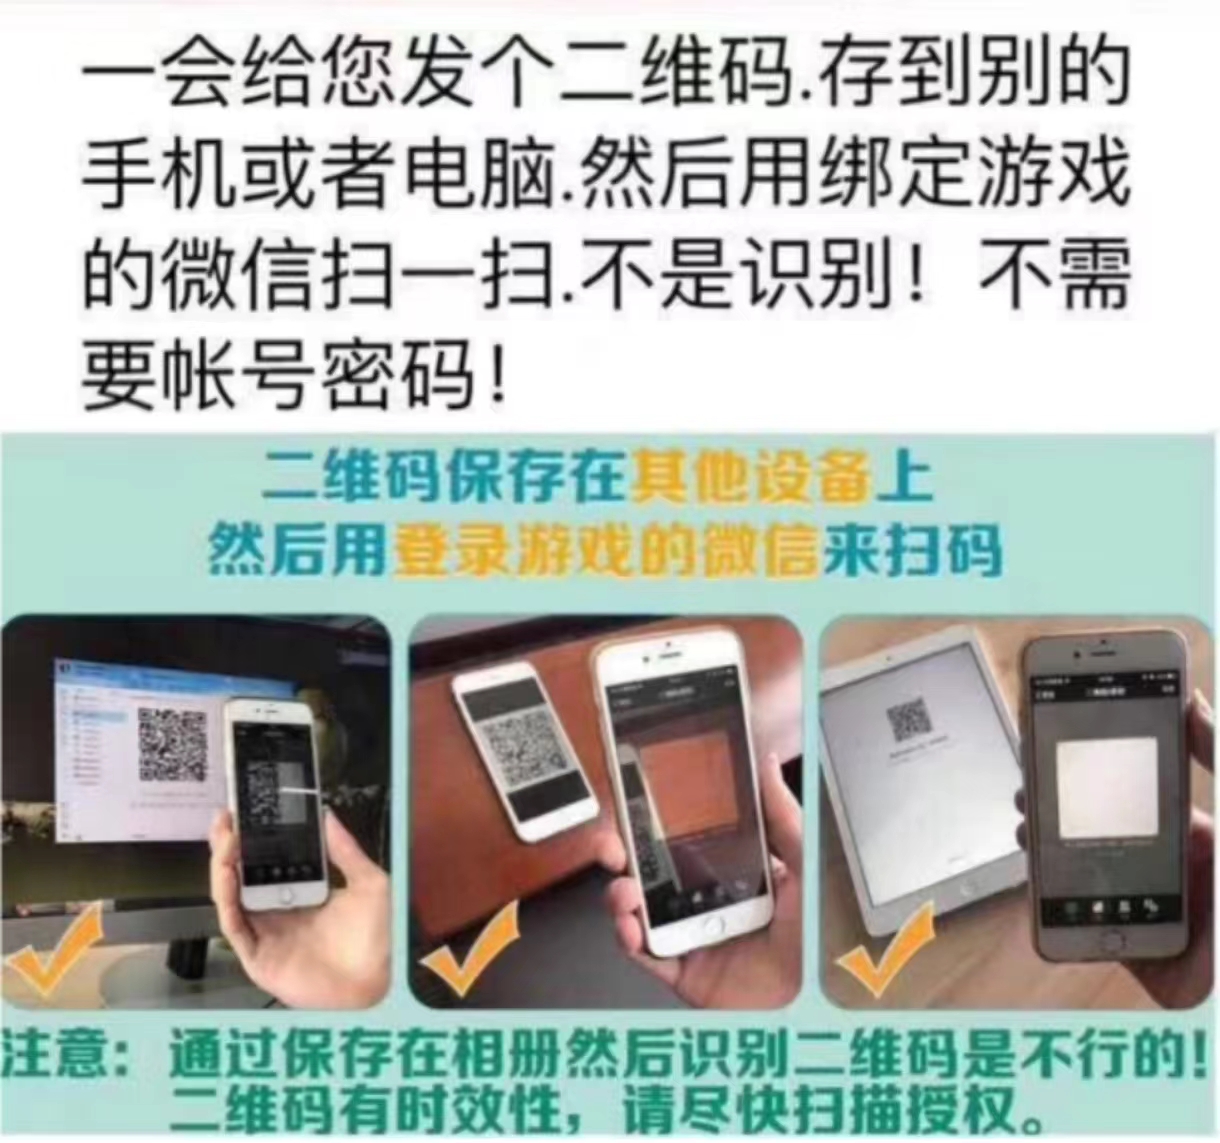 一会给您发个二维码.存到别的
手机或者电脑.然后用绑定游戏
的微信扫一扫.不是识别！不需
要帐号密码！
二维码保存在其他设备上
然后用登录游戏的微信来扫码
注意：通过保存在相册然后识别二维码是不行的！
二维码有时效性，请尽快扫描授权。